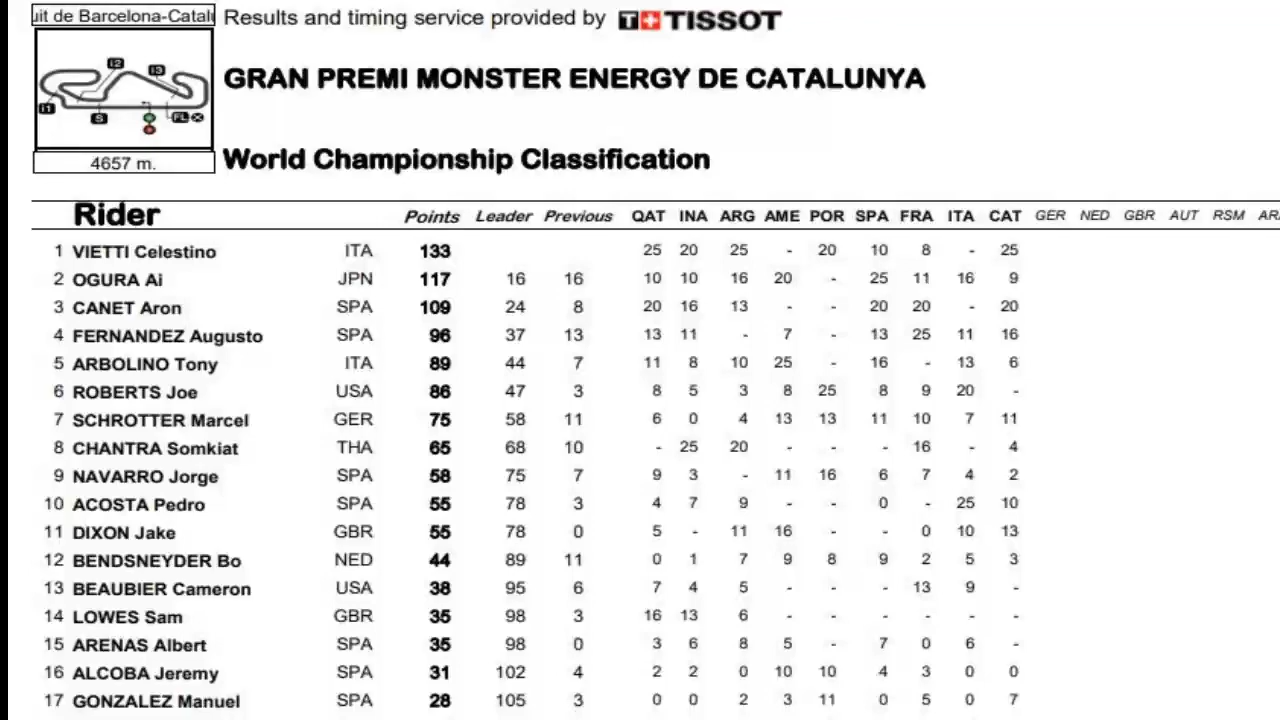 uit de Barcelona-Catalu
Results and timing service provided by TISSOT
I2
I3
I1
S
FL
GRAN PREMI MONSTER ENERGY DE CATALUNYA
4657 m.
World Championship Classification
Rider Points Leader Previous QAT INA ARG AME POR SPA FRA ITA CAT GER NED GBR AUT RSM AR
1 VIETTI Celestino ITA 133 25 20 25 - 20 10 8 - 25
2 OGURA Ai JPN 117 16 16 10 10 16 20 - 25 11 16 9
3 CANET Aron SPA 109 24 8 20 16 13 - - 20 20 - 20
4 FERNANDEZ Augusto SPA 96 37 13 13 11 - 7 - 13 25 11 16
5 ARBOLINO Tony ITA 89 44 7 11 8 10 25 - 16 - 13 6
6 ROBERTS Joe USA 86 47 3 8 5 3 8 25 8 9 20 -
7 SCHROTTER Marcel GER 75 58 11 6 0 4 13 13 11 10 7 11
8 CHANTRA Somkiat THA 65 68 10 - 25 20 - - - 16 - 4
9 NAVARRO Jorge SPA 58 75 7 9 3 - 11 16 6 7 4 2
10 ACOSTA Pedro SPA 55 78 3 4 7 9 - - 0 - 25 10
11 DIXON Jake GBR 55 78 0 5 - 11 16 - - 0 10 13
12 BENDSNEYDER Bo NED 44 89 11 0 1 7 9 8 9 2 5 3
13 BEAUBIER Cameron USA 38 95 6 7 4 5 - - - 13 9 -
14 LOWES Sam GBR 35 98 3 16 13 6 - - - - - -
15 ARENAS Albert SPA 35 98 0 3 6 8 5 - 7 0 6 -
16 ALCOBA Jeremy SPA 31 102 4 2 2 0 10 10 4 3 0 0
17 GONZALEZ Manuel SPA 28 105 3 0 0 2 3 11 0 5 0 7